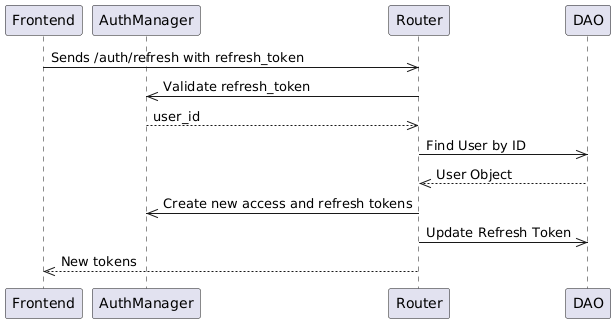 Frontend AuthManager Router DAO
Sends /auth/refresh with refresh_token
Validate refresh_token
user_id
Find User by ID
User Object
Create new access and refresh tokens
Update Refresh Token
New tokens
Frontend AuthManager Router DAO